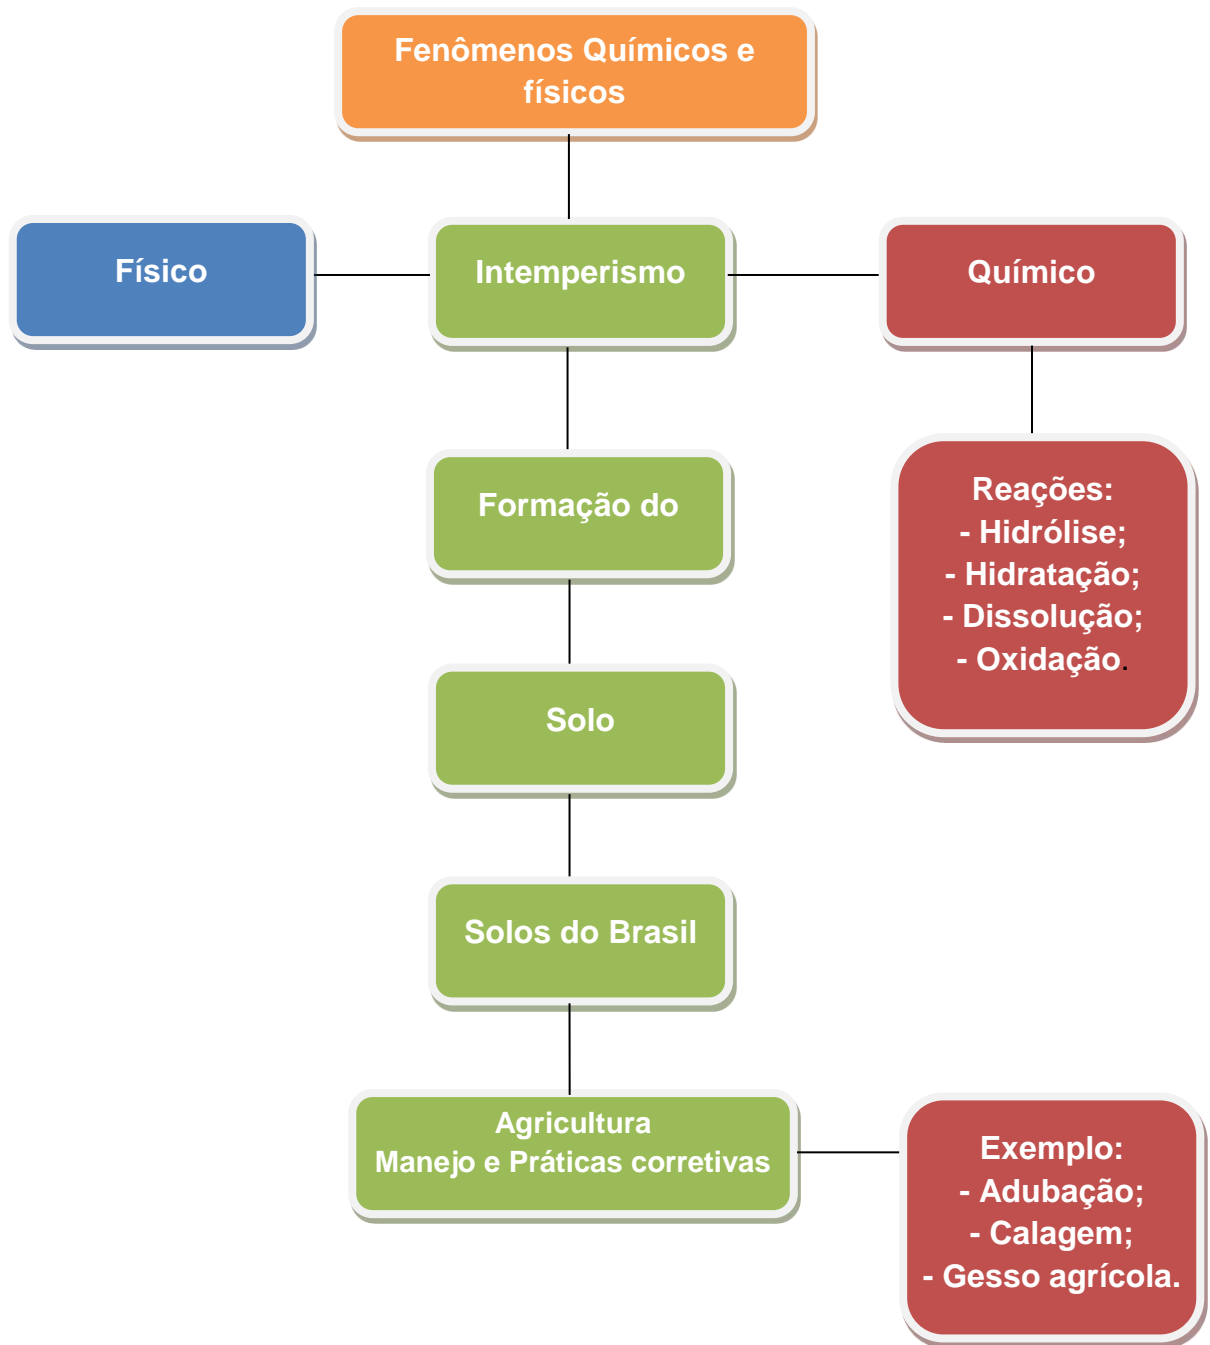 Fenômenos Químicos e
físicos
Físico
Intemperismo
Químico
Formação do
Reações:
- Hidrólise;
- Hidratação;
- Dissolução;
- Oxidação.
Solo
Solos do Brasil
Agricultura
Manejo e Práticas corretivas
Exemplo:
- Adubação;
- Calagem;
- Gesso agrícola.